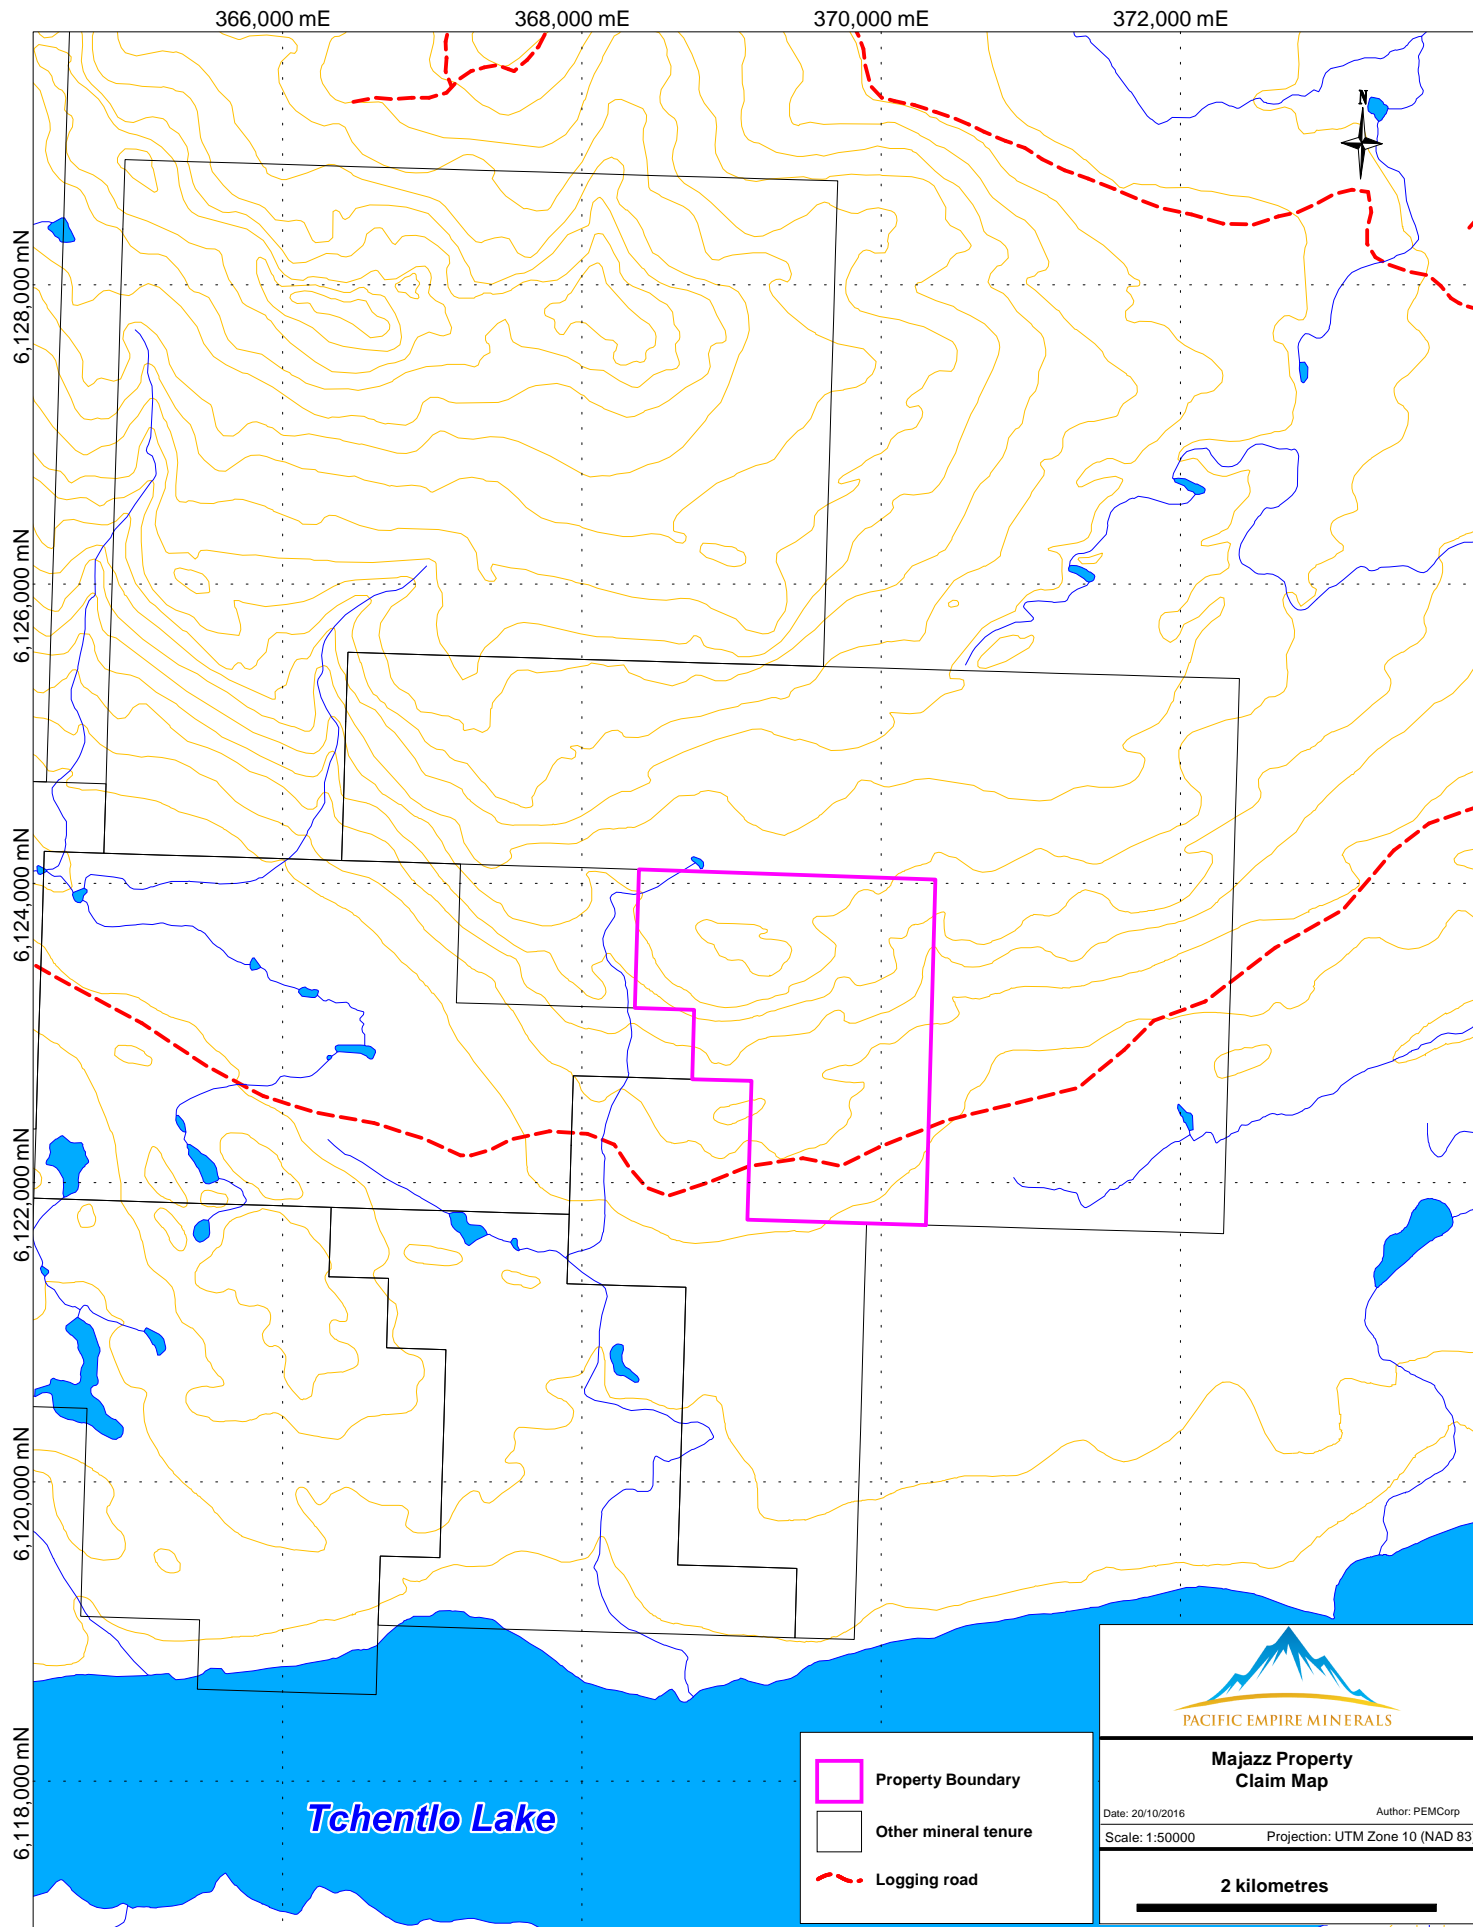 366,000 mE
368,000 mE
370,000 mE
372,000 mE
N
6,128,000 mN
6,126,000 mN
6,124,000 mN
6,122,000 mN
6,120,000 mN
6,118,000 mN
Tchentlo Lake
Property Boundary
Other mineral tenure
Logging road
PACIFIC EMPIRE MINERALS
Majazz Property
Claim Map
Date: 20/10/2016
Author: PEMCorp
Scale: 1:50000
Projection: UTM Zone 10 (NAD 83)
2 kilometres